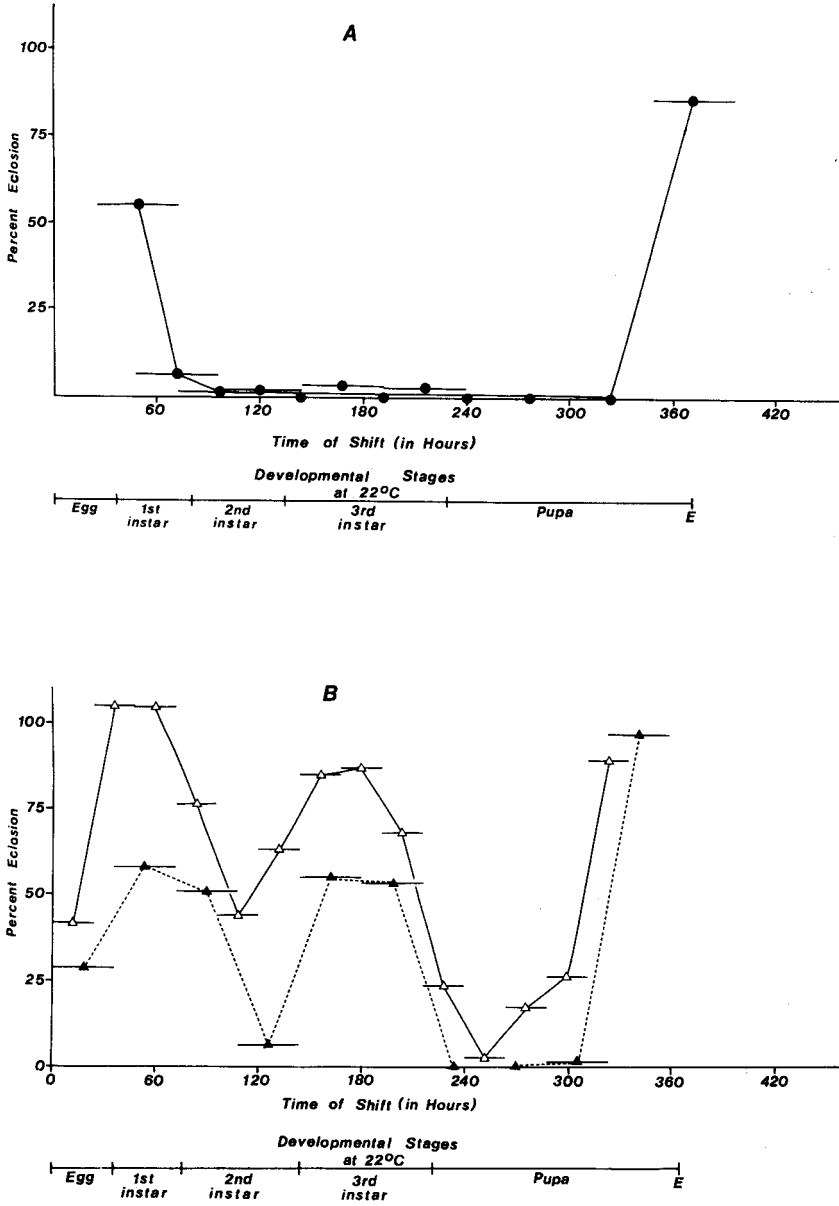 A
100
75
50
25
Percent Eclosion
60 120 180 240 300 360 420
Time of Shift (in Hours)
Developmental Stages
at 22°C
Egg 1st instar 2nd instar 3rd instar Pupa E
B
100
75
50
25
0
Percent Eclosion
0 60 120 180 240 300 360 420
Time of Shift (in Hours)
Developmental Stages
at 22°C
Egg 1st instar 2nd instar 3rd instar Pupa E